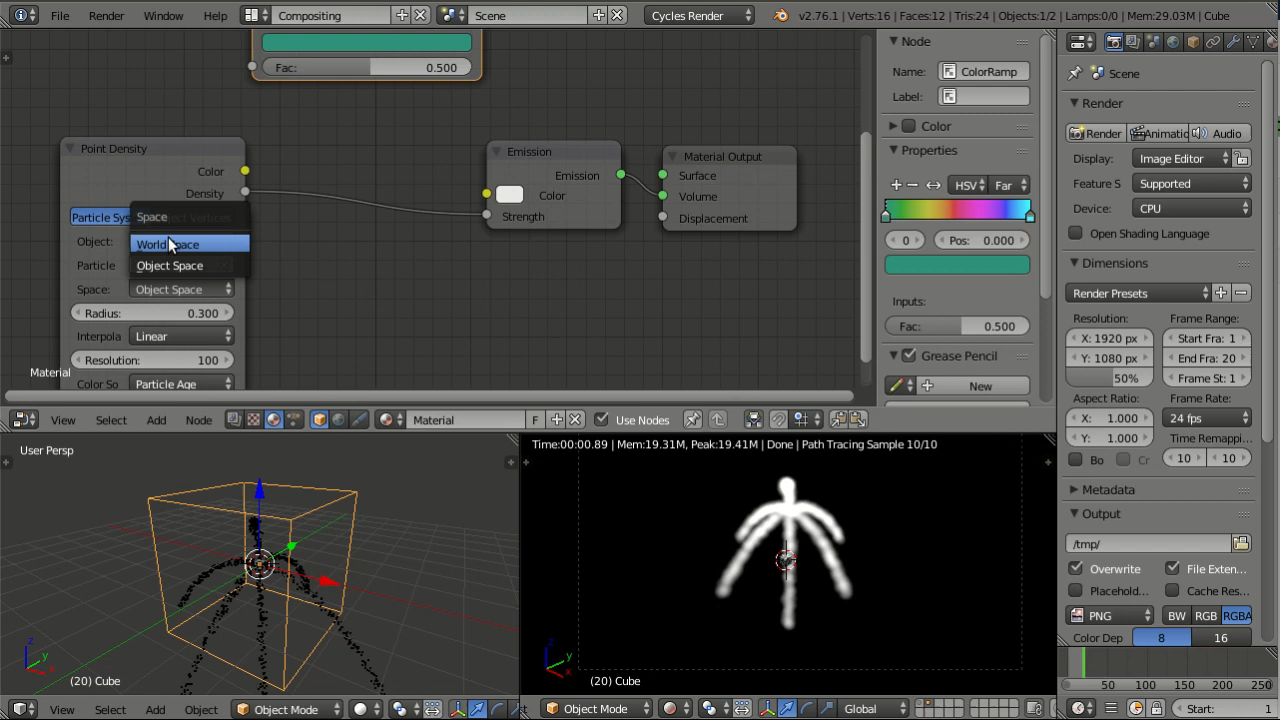 File Render Window Help Compositing Scene Cycles Render v2.76.1 | Verts:16 | Faces:12 | Tris:24 | Objects:1/2 | Lamps:0/0 | Mem:29.03M | Cube
Fac: 0.500
Point Density
Color
Density
Particle Sys
Object Vertices
Object:
Particle
Space:
Object Space
Radius: 0.300
Interpola Linear
Resolution: 100
Color So Particle Age
Space
World Space
Object Space
Emission
Emission
Color
Strength
Material Output
Surface
Volume
Displacement
Material
Node
Name: ColorRamp
Label:
Color
Properties
HSV Far
0 Pos: 0.000
Inputs:
Fac: 0.500
Grease Pencil
New
View Select Add Node Material F Use Nodes
Scene
Render
Render Animatic Audio
Display: Image Editor
Feature S Supported
Device: CPU
Open Shading Language
Dimensions
Render Presets
Resolution: Frame Range:
X: 1920 px Start Fra: 1
Y: 1080 px End Fra: 20
50% Frame St: 1
Aspect Ratio: Frame Rate:
X: 1.000 24 fps
Y: 1.000 Time Remappi...
Bo Cr 10 10
Metadata
Output
/tmp/
Overwrite File Exten...
Placehold.. Cache Res...
PNG BW RGB RGBA
Color Dep 8 16
50 100 150 200 250
Start: 1
User Persp
z y x
(20) Cube
View Select Add Object Object Mode
Time:00:00.89 | Mem:19.31M, Peak:19.41M | Done | Path Tracing Sample 10/10
z y x
(20) Cube
Object Mode Global